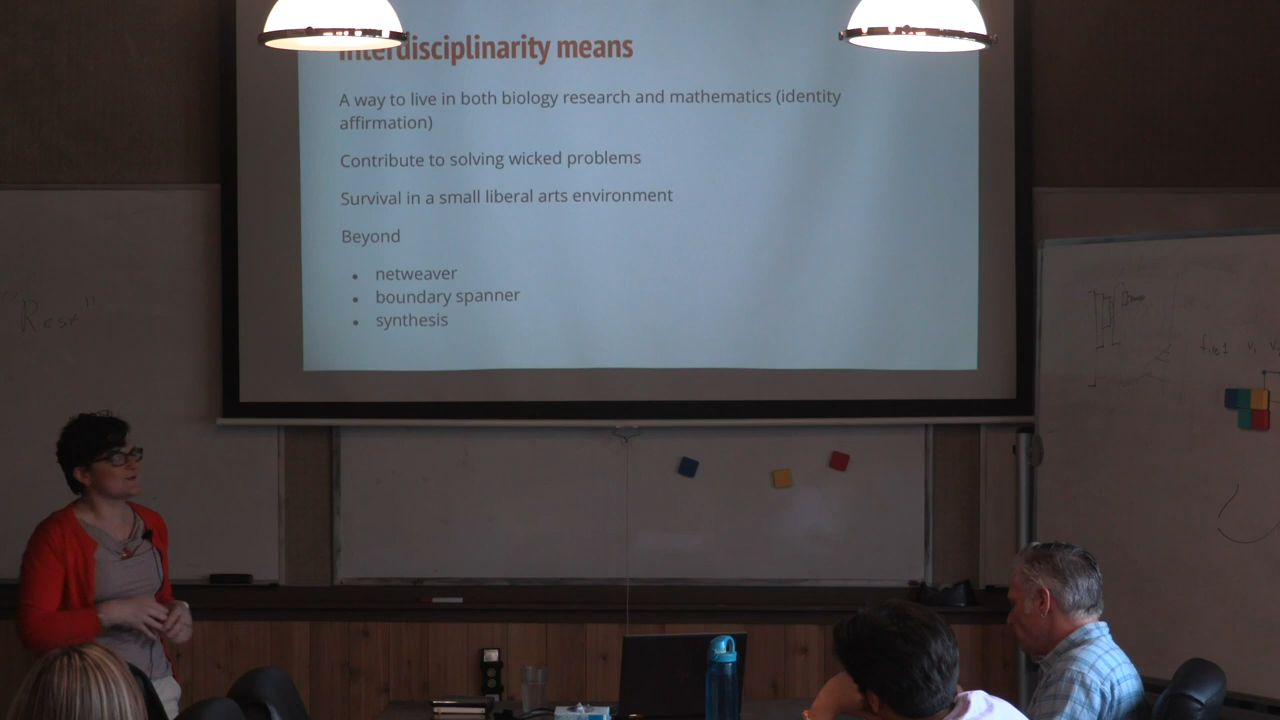 Interdisciplinarity means
A way to live in both biology research and mathematics (identity
affirmation)
Contribute to solving wicked problems
Survival in a small liberal arts environment
Beyond
• netweaver
• boundary spanner
• synthesis
"Rest"